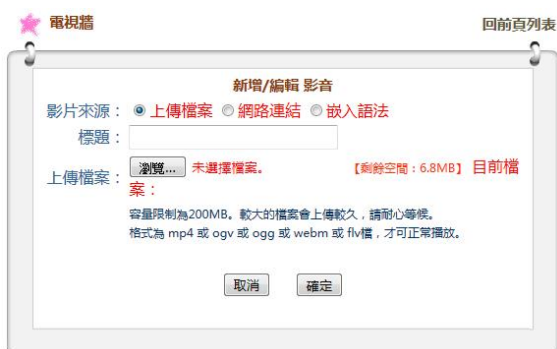 電視牆
回前頁列表
新增/編輯 影音
影片來源： 上傳檔案 網路連結 嵌入語法
標題：
上傳檔案： 瀏覽... 未選擇檔案。 【剩餘空間：6.8MB】 目前檔
案：
容量限制為200MB。較大的檔案會上傳較久，請耐心等候。
格式為 mp4 或 ogv 或 ogg 或 webm 或 flv檔，才可正常播放。
取消 確定